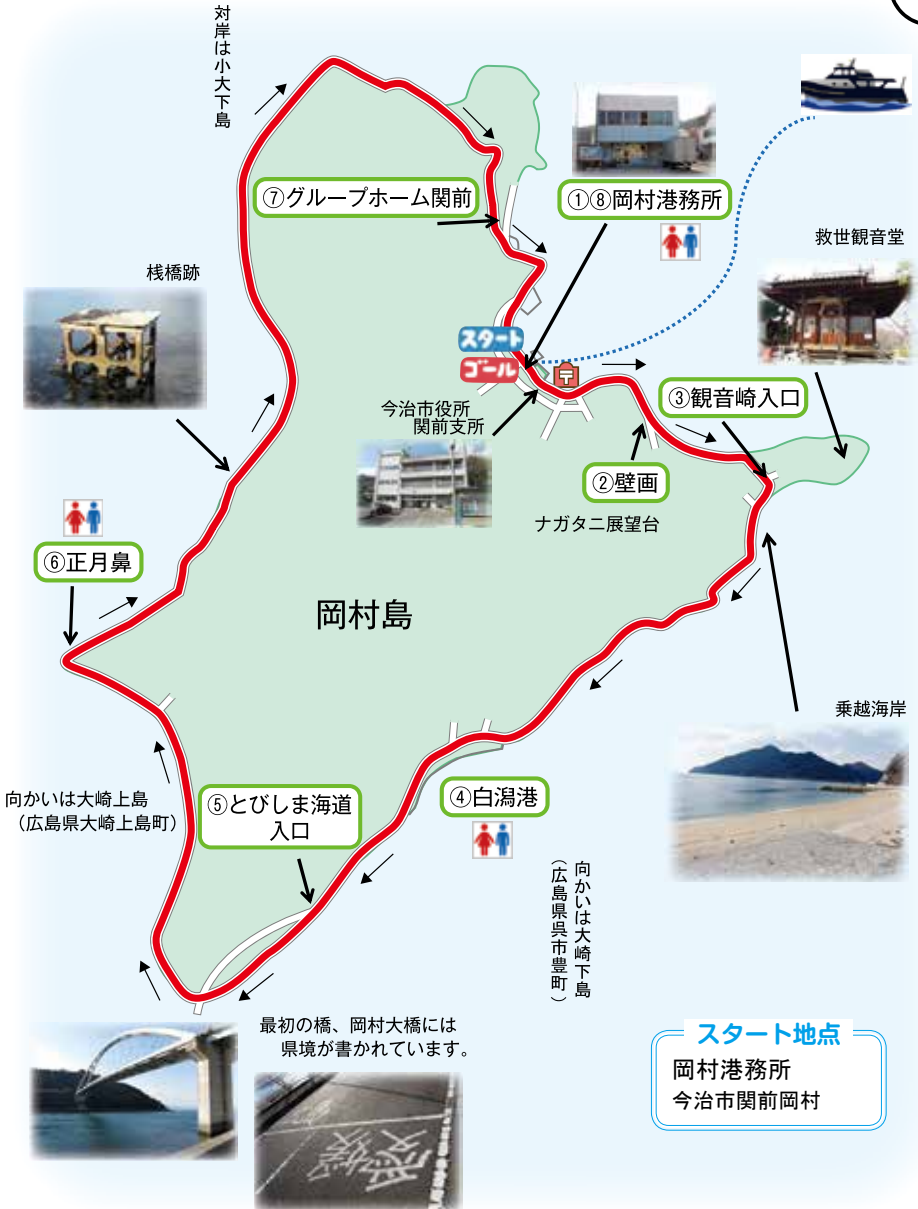 対岸は小大下島
⑦グループホーム関前
①⑧岡村港務所
救世観音堂
桟橋跡
スタート
ゴール
〒
今治市役所
関前支所
③観音崎入口
②壁画
ナガタニ展望台
⑥正月鼻
岡村島
乗越海岸
向かいは大崎上島
（広島県大崎上島町）
⑤とびしま海道
入口
④白潟港
向かいは大崎下島
（広島県呉市豊町）
最初の橋、岡村大橋には
県境が書かれています。
スタート地点
岡村港務所
今治市関前岡村